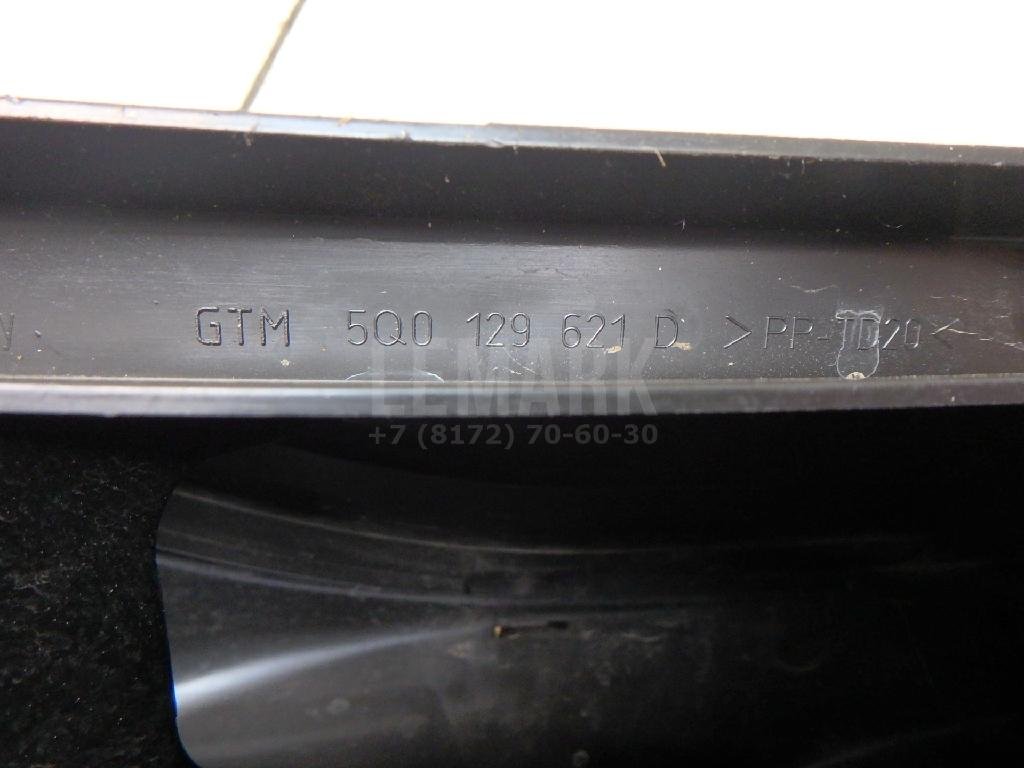 GTM 5Q0 129 621 D >PP-TD20<
LEMARK
+7 (8172) 70-60-30